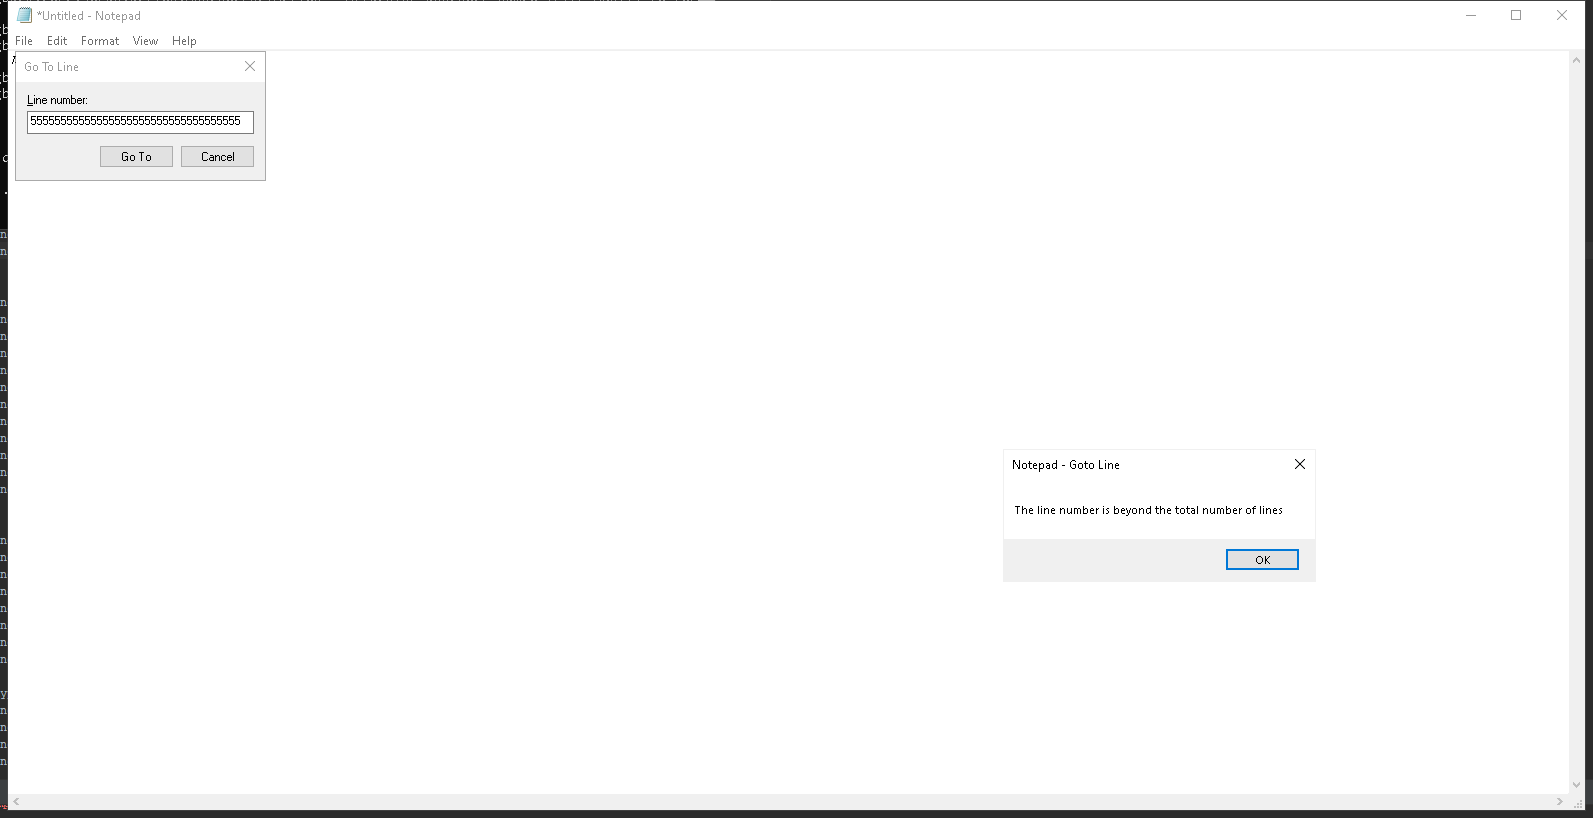 *Untitled - Notepad
File Edit Format View Help
Go To Line
Line number:
55555555555555555555555555555555555
Go To Cancel
Notepad - Goto Line
The line number is beyond the total number of lines
OK